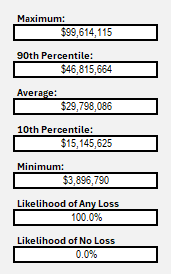 Maximum:
$99,614,115
90th Percentile:
$46,815,664
Average:
$29,798,086
10th Percentile:
$15,145,625
Minimum:
$3,896,790
Likelihood of Any Loss
100.0%
Likelihood of No Loss
0.0%